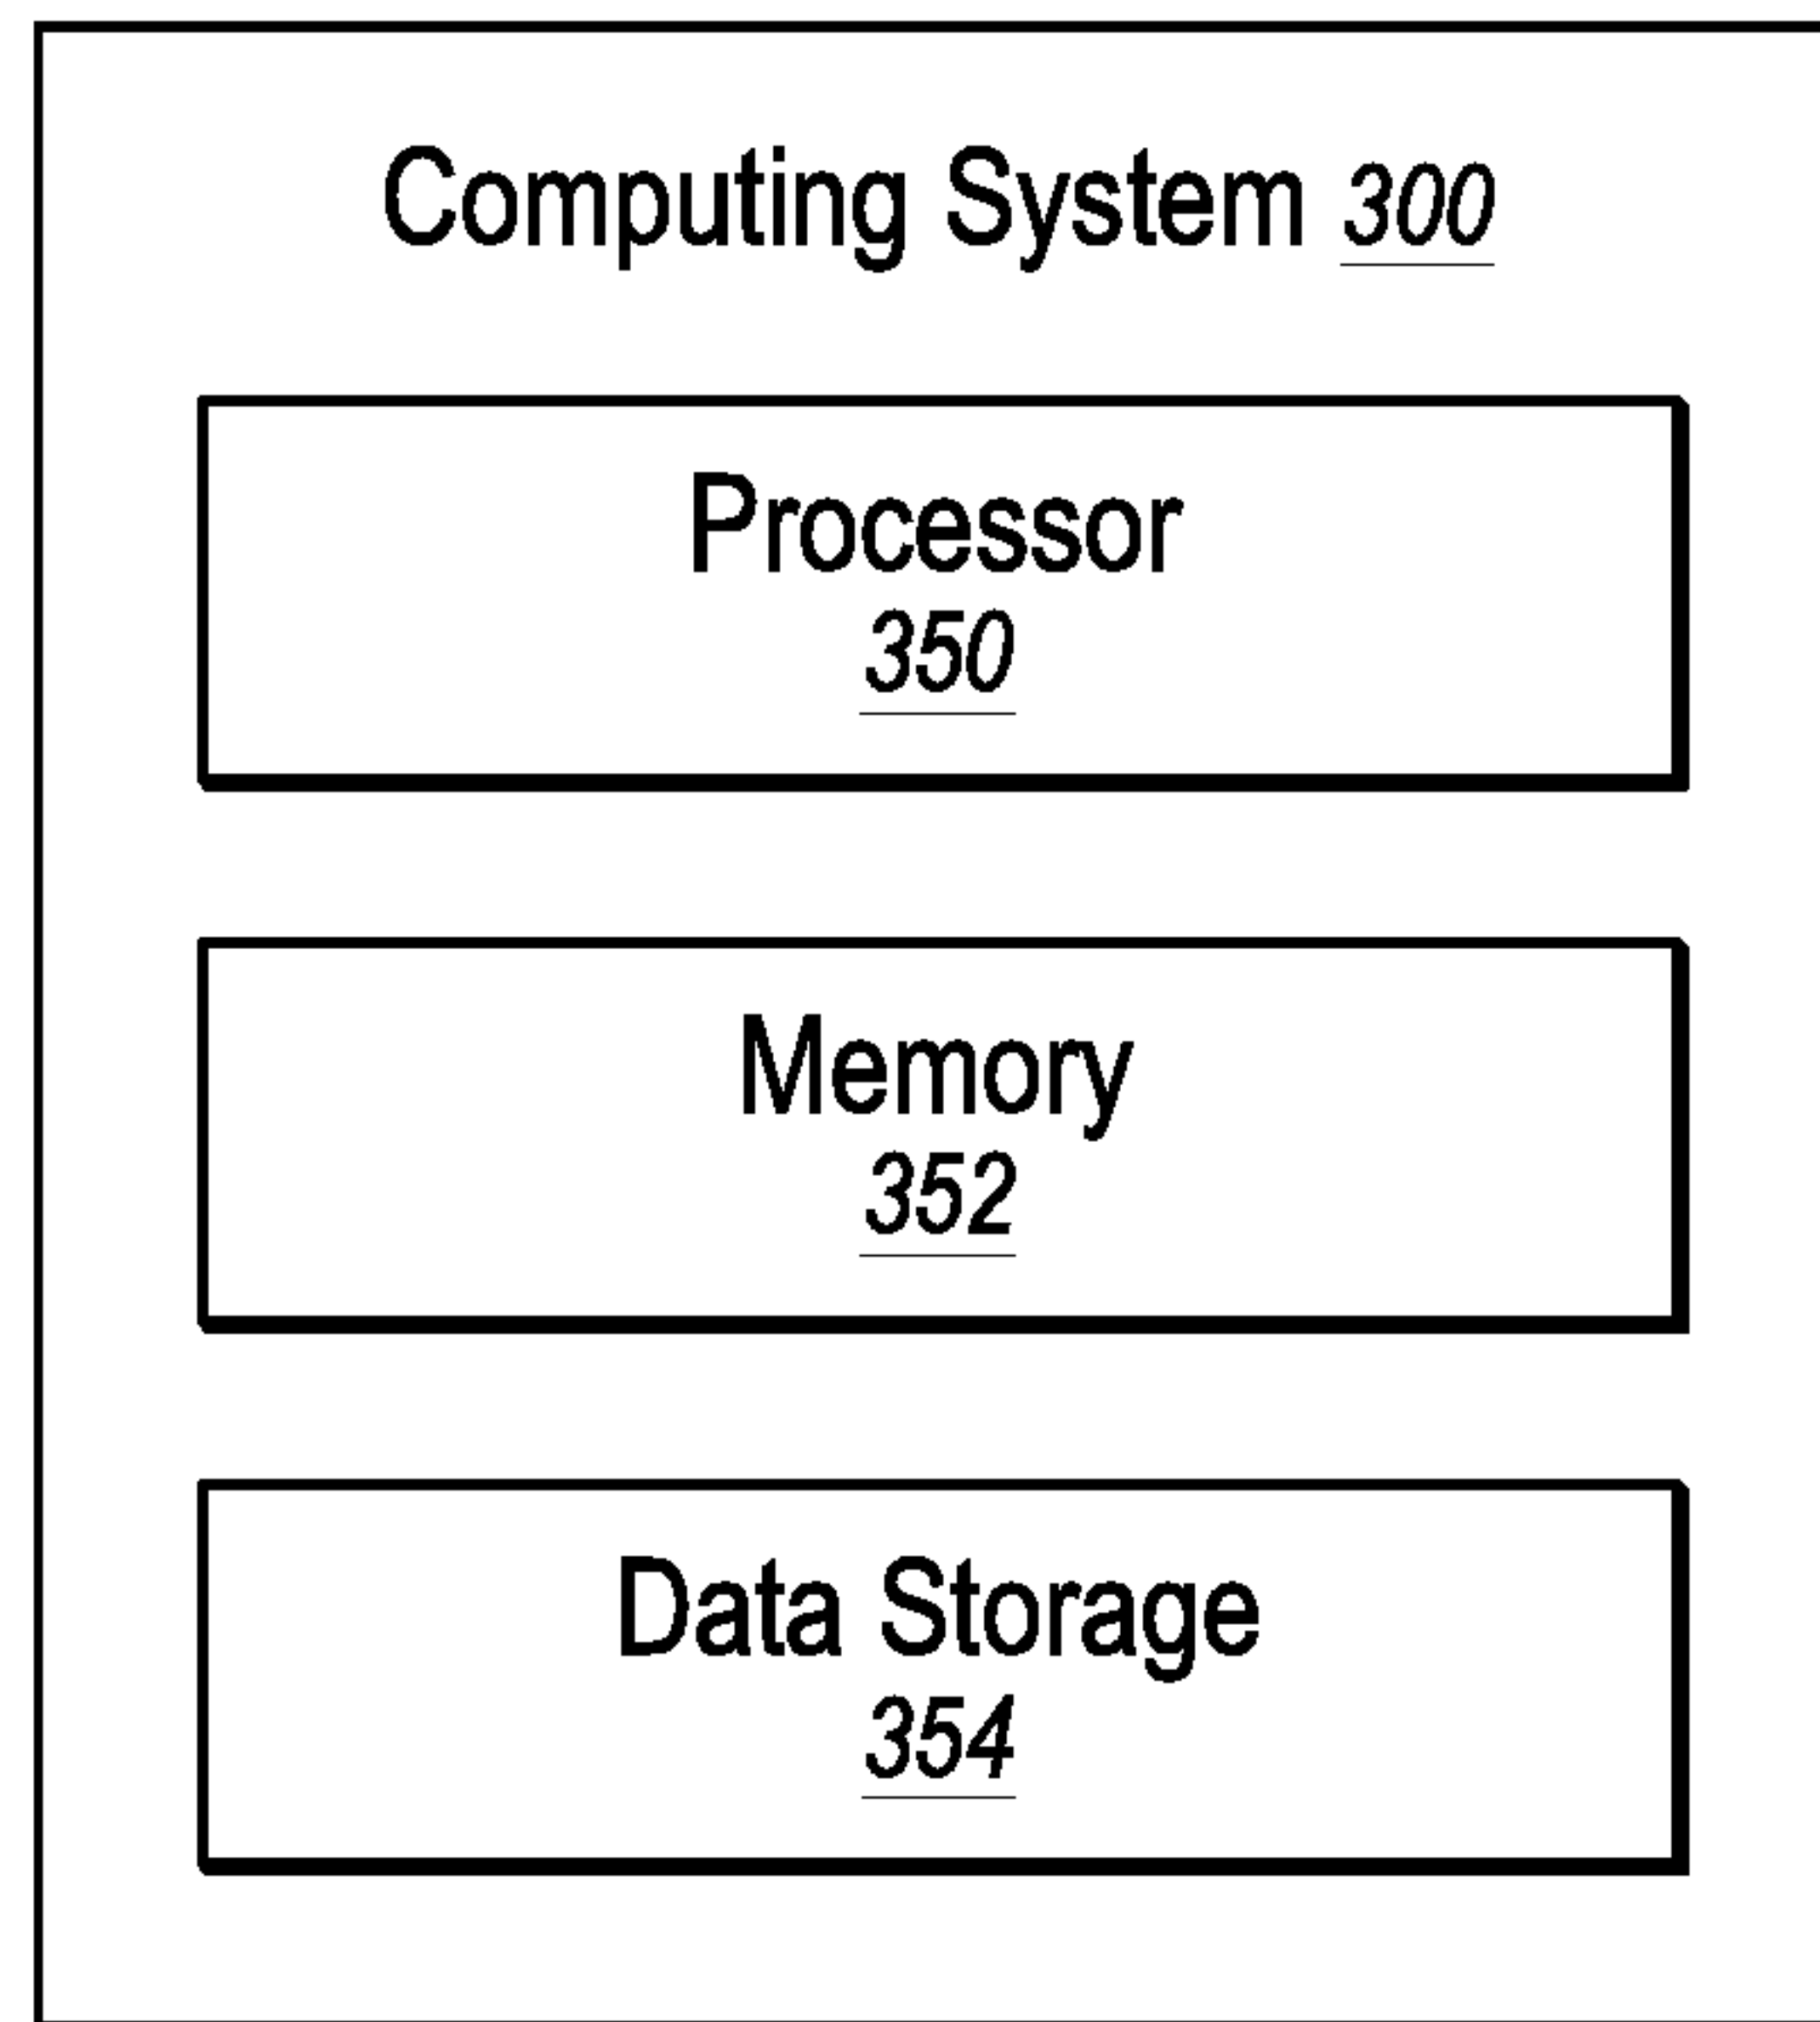 Computing System 300
Processor
350
Memory
352
Data Storage
354